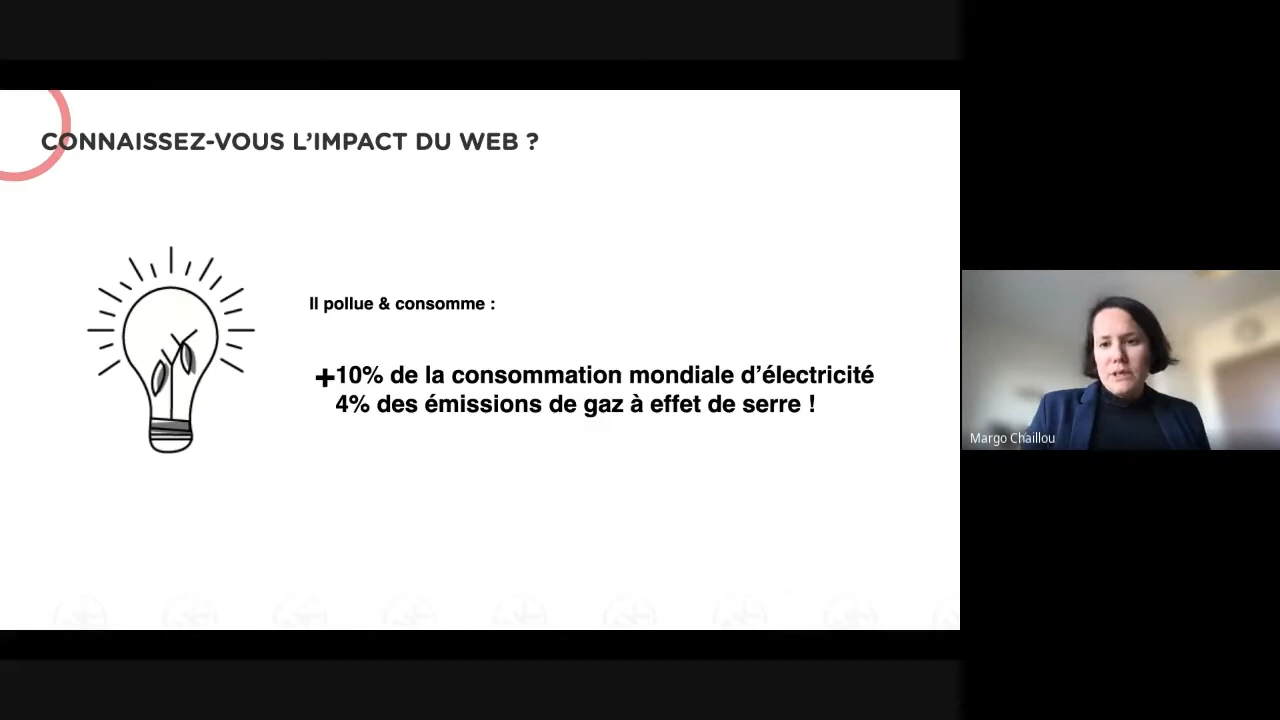 CONNAISSEZ-VOUS L’IMPACT DU WEB ?
Il pollue & consomme :
+10% de la consommation mondiale d’électricité
4% des émissions de gaz à effet de serre !
Margo Chaillou